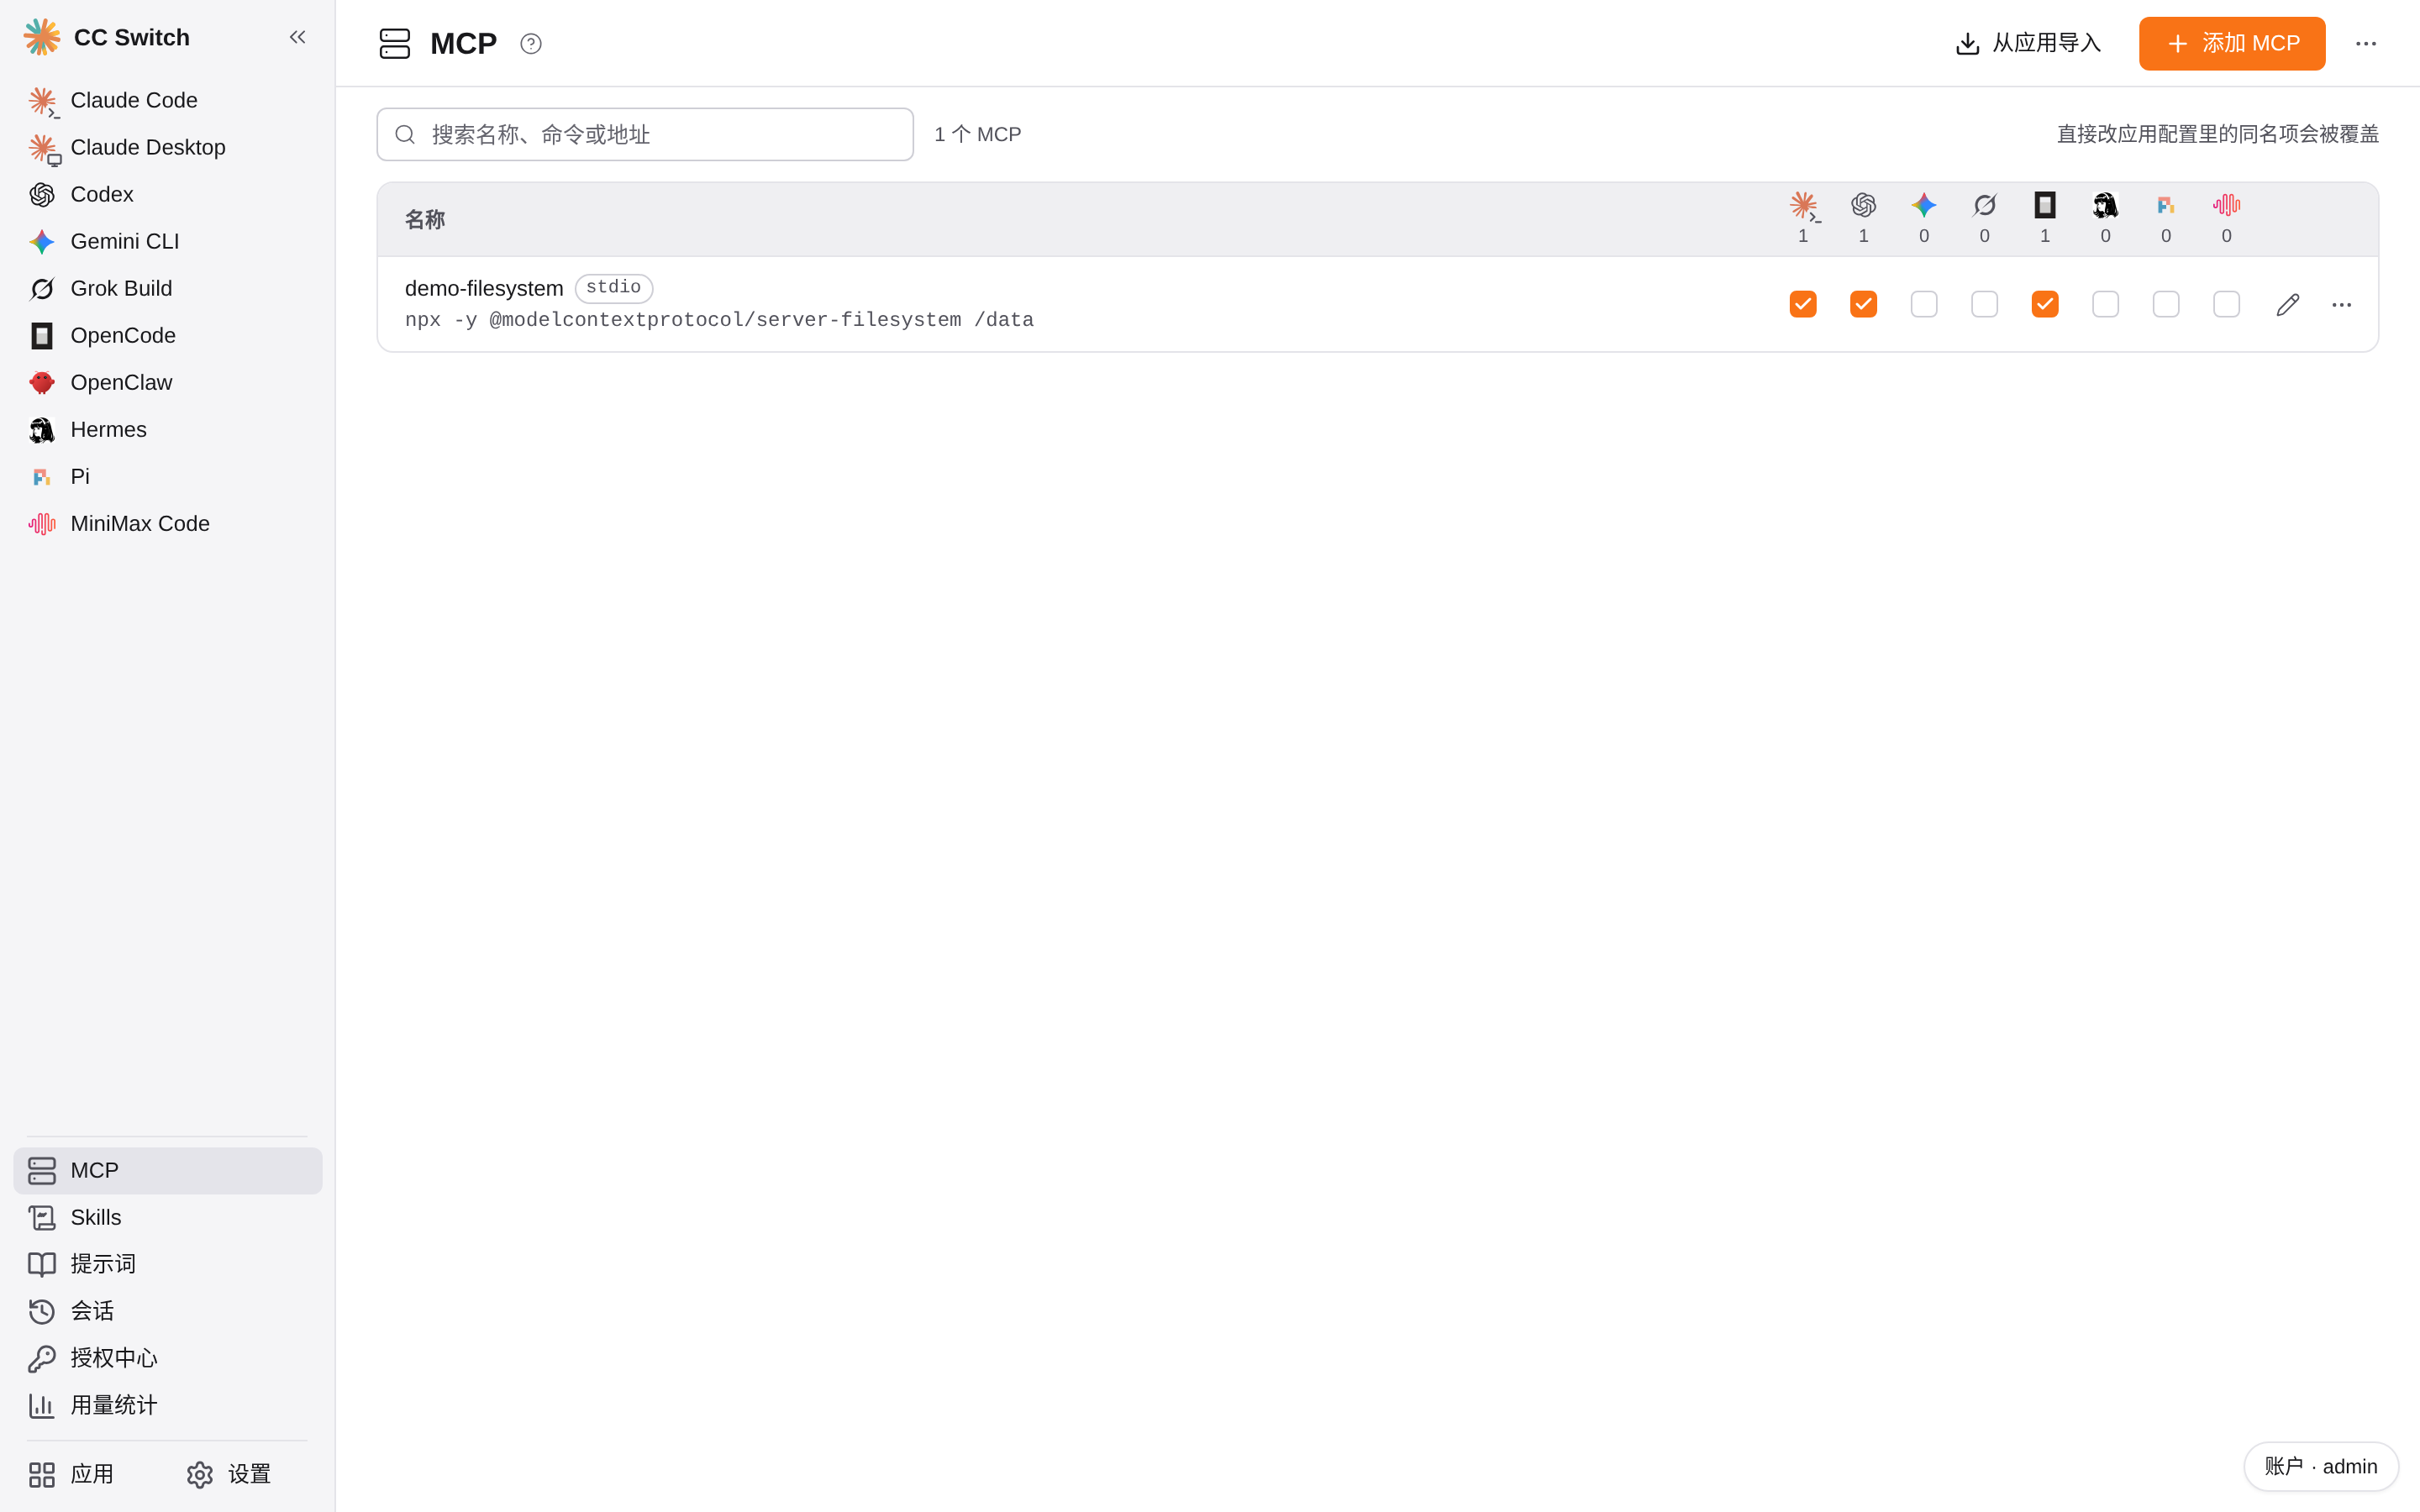 CC Switch
Claude Code
Claude Desktop
Codex
Gemini CLI
Grok Build
OpenCode
OpenClaw
Hermes
Pi
MiniMax Code
MCP
Skills
提示词
会话
授权中心
用量统计
应用 设置
MCP
从应用导入 添加 MCP
搜索名称、命令或地址 1 个 MCP 直接改应用配置里的同名项会被覆盖
名称
1 1 0 0 1 0 0 0
demo-filesystem stdio
npx -y @modelcontextprotocol/server-filesystem /data
账户 · admin